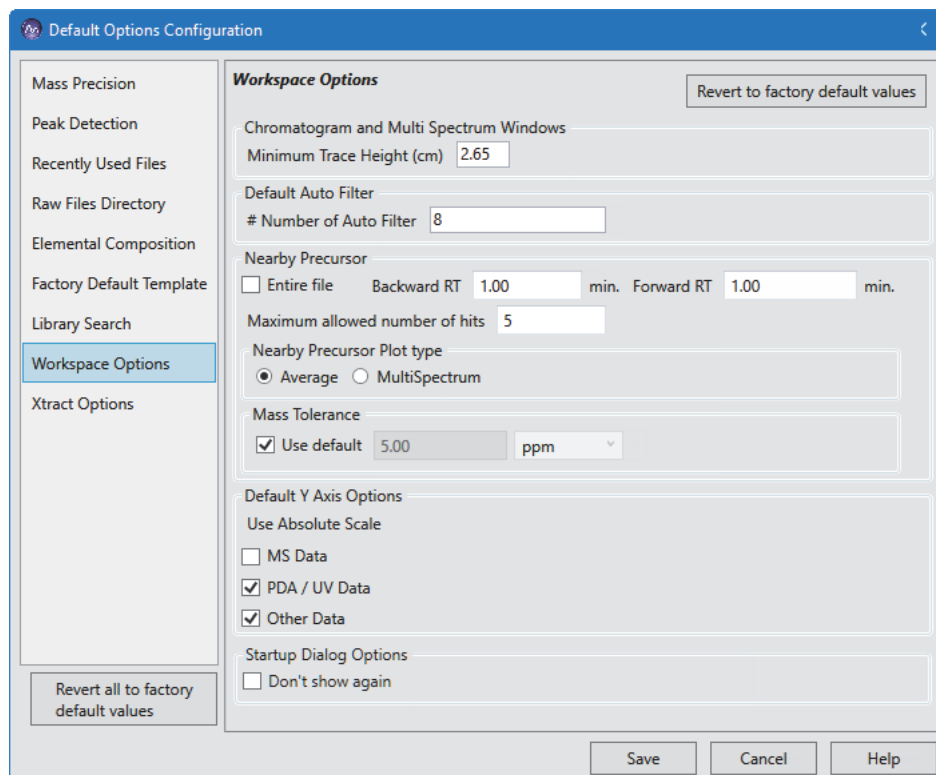 Default Options Configuration
Mass Precision
Peak Detection
Recently Used Files
Raw Files Directory
Elemental Composition
Factory Default Template
Library Search
Workspace Options
Xtract Options
Revert all to factory
default values
Workspace Options
Revert to factory default values
Chromatogram and Multi Spectrum Windows
Minimum Trace Height (cm) 2.65
Default Auto Filter
# Number of Auto Filter 8
Nearby Precursor
Entire file Backward RT 1.00 min. Forward RT 1.00 min.
Maximum allowed number of hits 5
Nearby Precursor Plot type
Average MultiSpectrum
Mass Tolerance
Use default 5.00 ppm
Default Y Axis Options
Use Absolute Scale
MS Data
PDA / UV Data
Other Data
Startup Dialog Options
Don't show again
Save Cancel Help